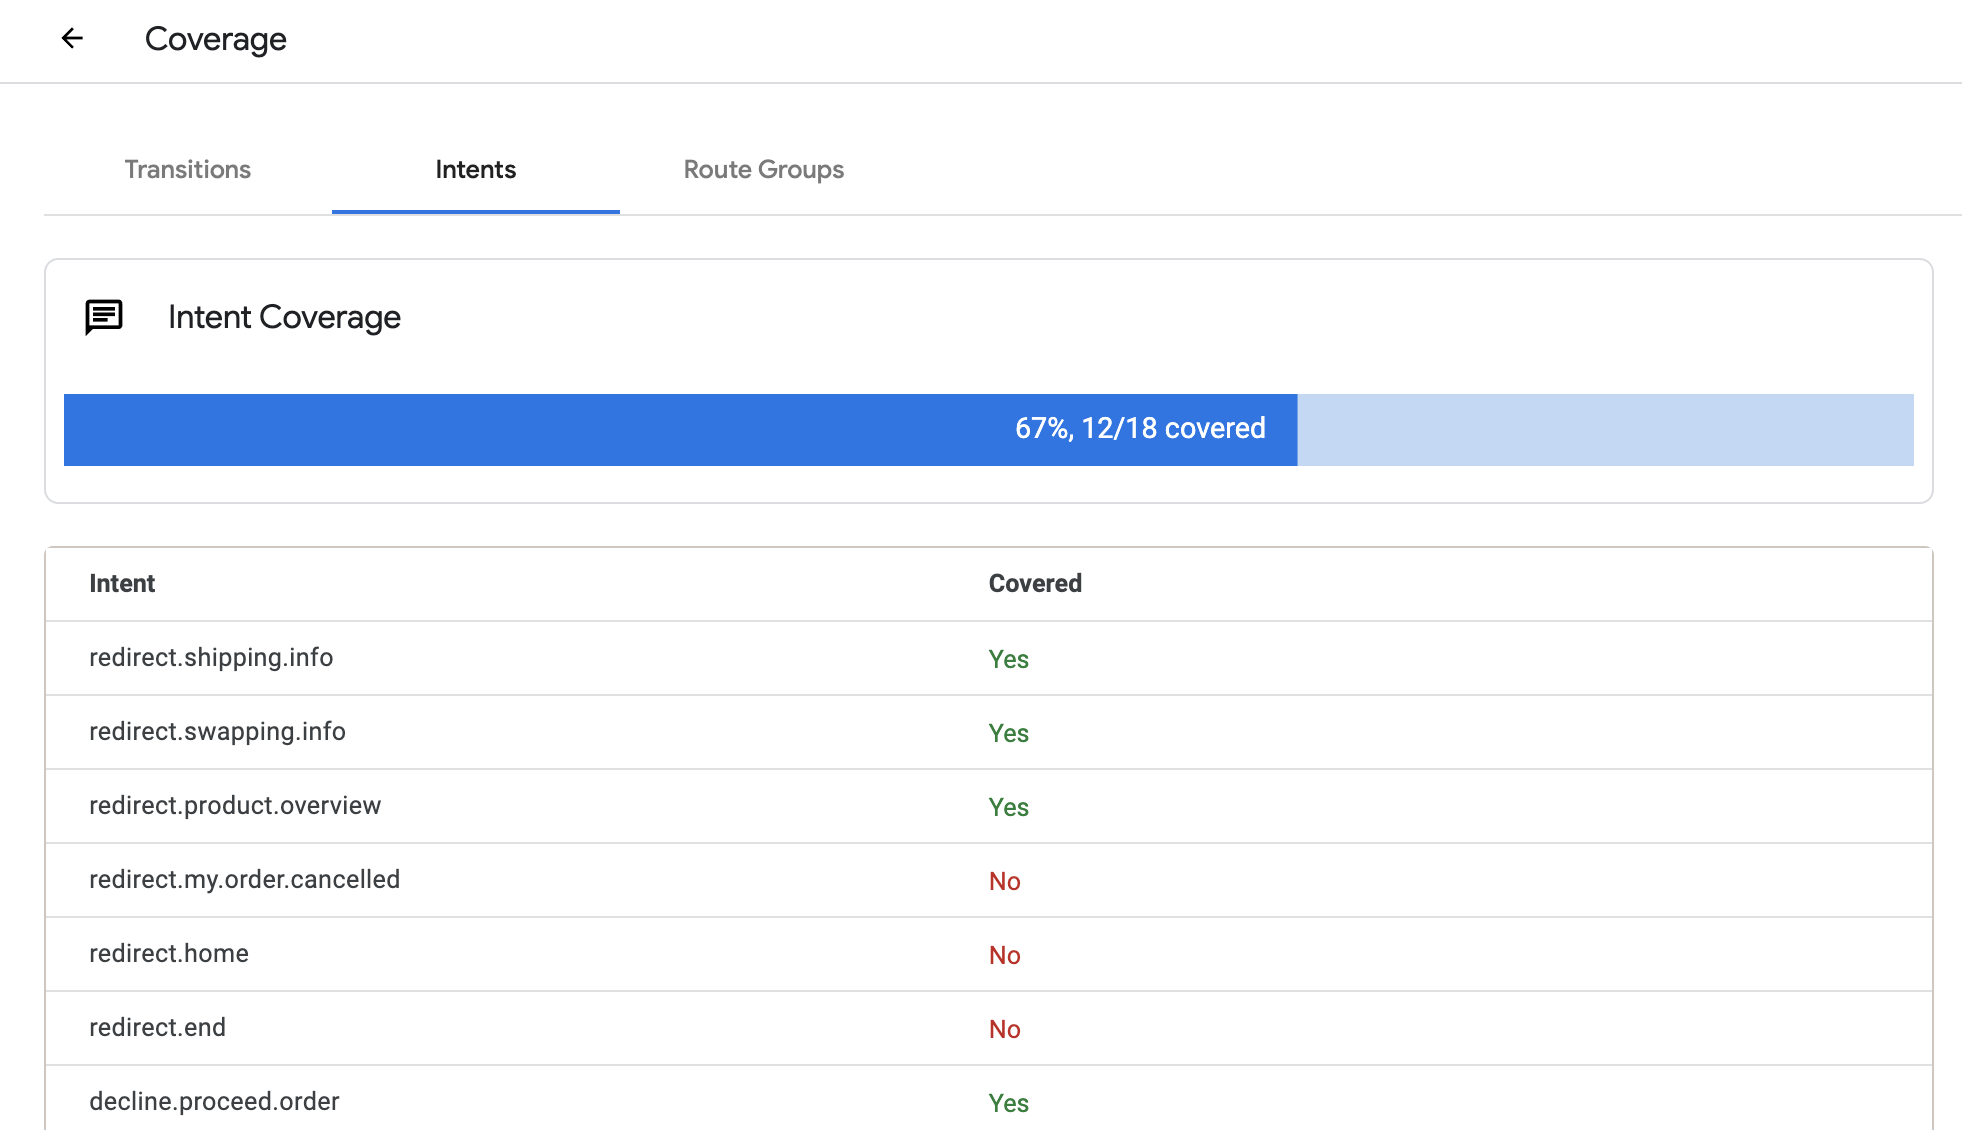 Coverage
Transitions Intents Route Groups
Intent Coverage
67%, 12/18 covered
Intent Covered
redirect.shipping.info Yes
redirect.swapping.info Yes
redirect.product.overview Yes
redirect.my.order.cancelled No
redirect.home No
redirect.end No
decline.proceed.order Yes